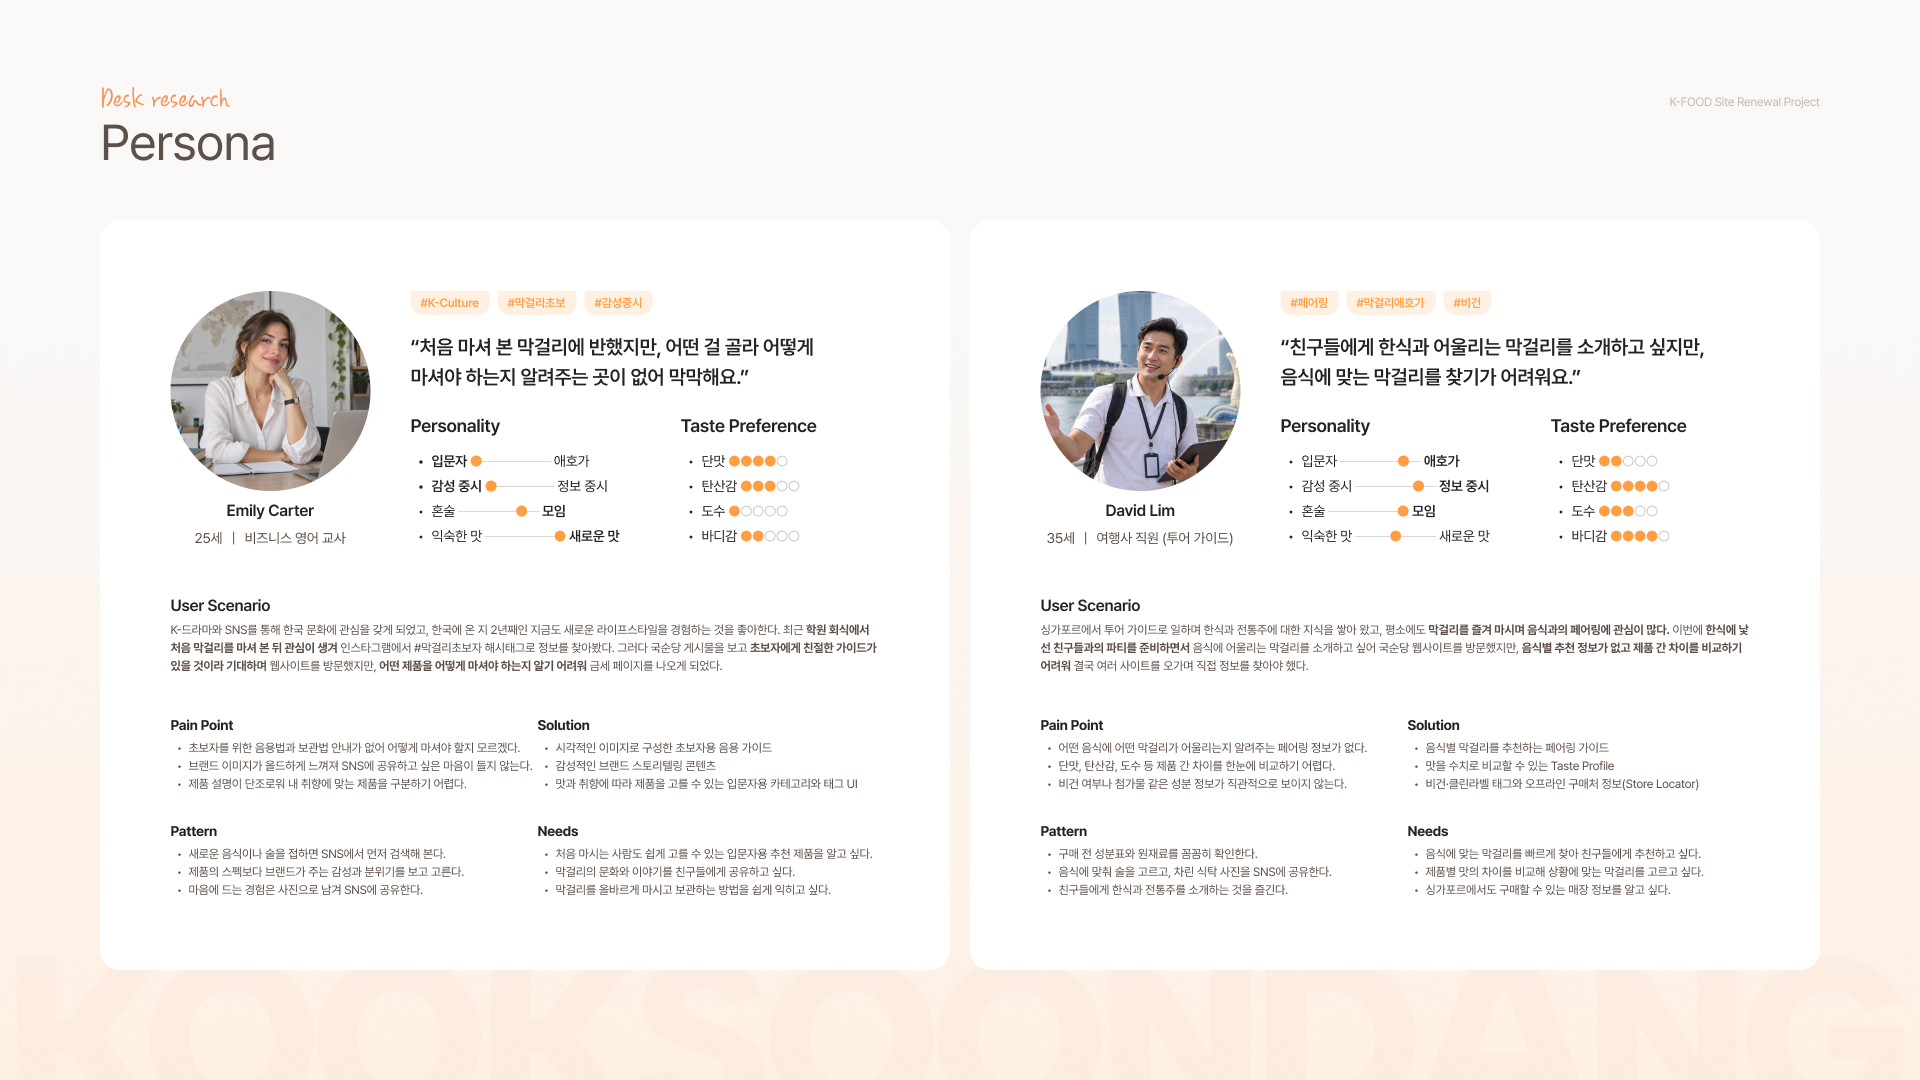 Desk research
Persona
K-FOOD Site Renewal Project
#K-Culture #막걸리초보 #감성중시
“처음 마셔 본 막걸리에 반했지만, 어떤 걸 골라 어떻게
마셔야 하는지 알려주는 곳이 없어 막막해요.”
Personality
• 입문자 애호가
• 감성 중시 정보 중시
• 혼술 모임
• 익숙한 맛 새로운 맛
Taste Preference
• 단맛
• 탄산감
• 도수
• 바디감
Emily Carter
25세 | 비즈니스 영어 교사
User Scenario
K-드라마와 SNS를 통해 한국 문화에 관심을 갖게 되었고, 한국에 온 지 2년째인 지금도 새로운 라이프스타일을 경험하는 것을 좋아한다. 최근 학원 회식에서
처음 막걸리를 마셔 본 뒤 관심이 생겨 인스타그램에서 #막걸리초보자 해시태그로 정보를 찾아봤다. 그러다 국순당 게시물을 보고 초보자에게 친절한 가이드가
있을 것이라 기대하며 웹사이트를 방문했지만, 어떤 제품을 어떻게 마셔야 하는지 알기 어려워 금세 페이지를 나오게 되었다.
Pain Point
• 초보자를 위한 음용법과 보관법 안내가 없어 어떻게 마셔야 할지 모르겠다.
• 브랜드 이미지가 올드하게 느껴져 SNS에 공유하고 싶은 마음이 들지 않는다.
• 제품 설명이 단조로워 내 취향에 맞는 제품을 구분하기 어렵다.
Solution
• 시각적인 이미지로 구성한 초보자용 음용 가이드
• 감성적인 브랜드 스토리텔링 콘텐츠
• 맛과 취향에 따라 제품을 고를 수 있는 입문자용 카테고리와 태그 UI
Pattern
• 새로운 음식이나 술을 접하면 SNS에서 먼저 검색해 본다.
• 제품의 스펙보다 브랜드가 주는 감성과 분위기를 보고 고른다.
• 마음에 드는 경험은 사진으로 남겨 SNS에 공유한다.
Needs
• 처음 마시는 사람도 쉽게 고를 수 있는 입문자용 추천 제품을 알고 싶다.
• 막걸리의 문화와 이야기를 친구들에게 공유하고 싶다.
• 막걸리를 올바르게 마시고 보관하는 방법을 쉽게 익히고 싶다.
#페어링 #막걸리애호가 #비건
“친구들에게 한식과 어울리는 막걸리를 소개하고 싶지만,
음식에 맞는 막걸리를 찾기가 어려워요.”
Personality
• 입문자 애호가
• 감성 중시 정보 중시
• 혼술 모임
• 익숙한 맛 새로운 맛
Taste Preference
• 단맛
• 탄산감
• 도수
• 바디감
David Lim
35세 | 여행사 직원 (투어 가이드)
User Scenario
싱가포르에서 투어 가이드로 일하며 한식과 전통주에 대한 지식을 쌓아 왔고, 평소에도 막걸리를 즐겨 마시며 음식과의 페어링에 관심이 많다. 이번에 한식에 낯
선 친구들과의 파티를 준비하면서 음식에 어울리는 막걸리를 소개하고 싶어 국순당 웹사이트를 방문했지만, 음식별 추천 정보가 없고 제품 간 차이를 비교하기
어려워 결국 여러 사이트를 오가며 직접 정보를 찾아야 했다.
Pain Point
• 어떤 음식에 어떤 막걸리가 어울리는지 알려주는 페어링 정보가 없다.
• 단맛, 탄산감, 도수 등 제품 간 차이를 한눈에 비교하기 어렵다.
• 비건 여부나 첨가물 같은 성분 정보가 직관적으로 보이지 않는다.
Solution
• 음식별 막걸리를 추천하는 페어링 가이드
• 맛을 수치로 비교할 수 있는 Taste Profile
• 비건·클린라벨 태그와 오프라인 구매처 정보(Store Locator)
Pattern
• 구매 전 성분표와 원재료를 꼼꼼히 확인한다.
• 음식에 맞춰 술을 고르고, 차린 식탁 사진을 SNS에 공유한다.
• 친구들에게 한식과 전통주를 소개하는 것을 즐긴다.
Needs
• 음식에 맞는 막걸리를 빠르게 찾아 친구들에게 추천하고 싶다.
• 제품별 맛의 차이를 비교해 상황에 맞는 막걸리를 고르고 싶다.
• 싱가포르에서도 구매할 수 있는 매장 정보를 알고 싶다.
KOOKSOONDANG